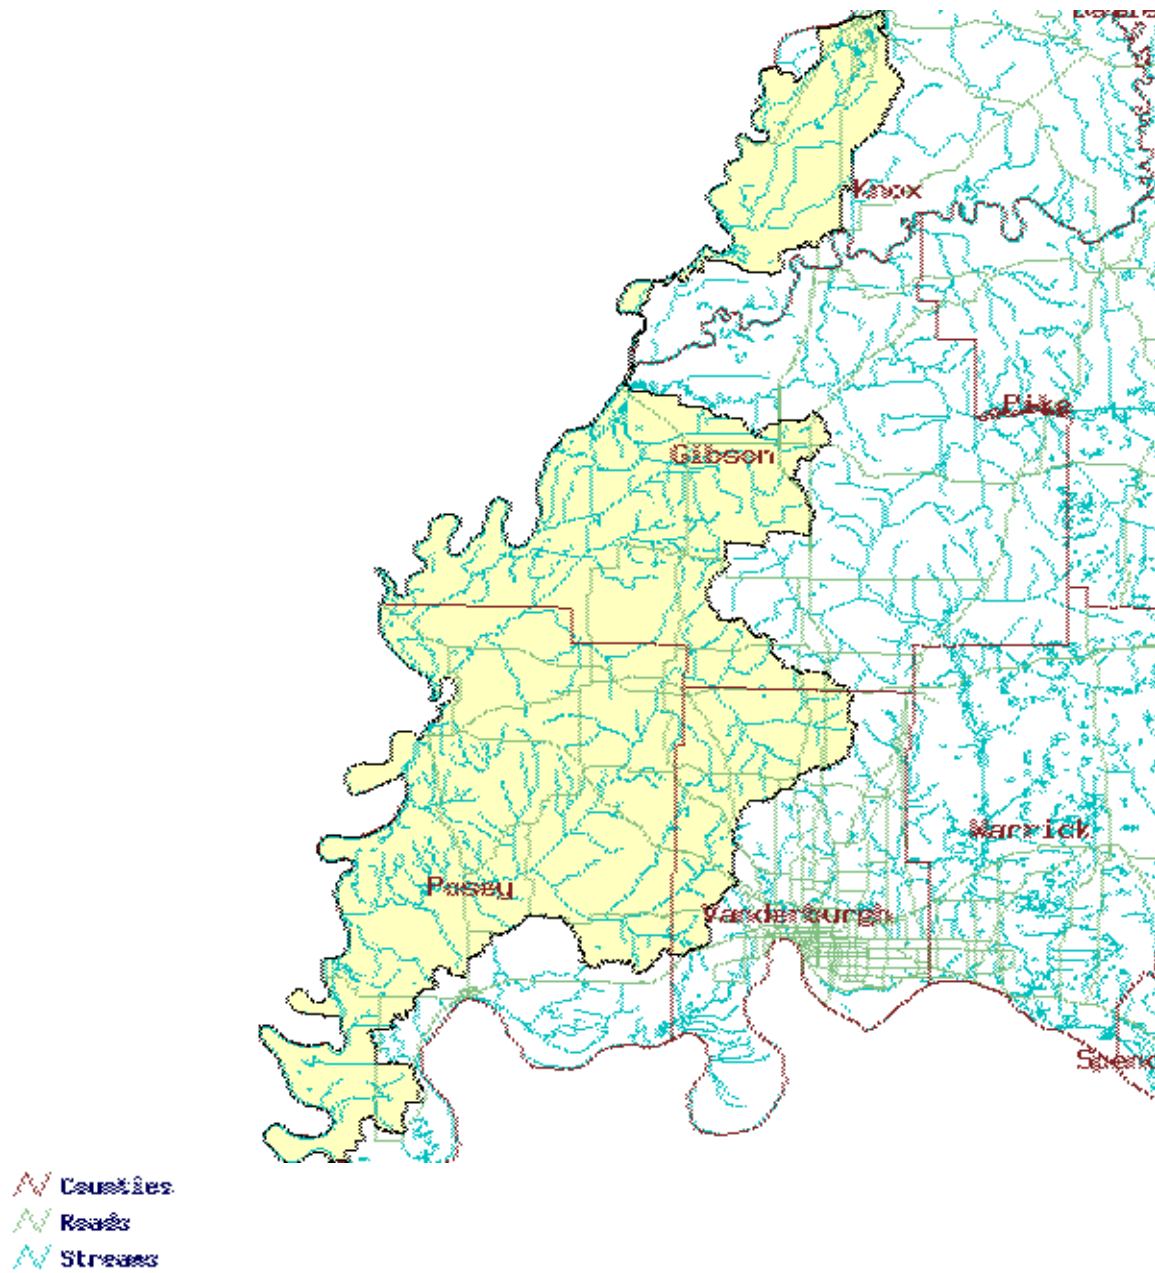 Knox
Pike
Gibson
Warrick
Posey
Vanderburgh
Counties
Roads
Streams